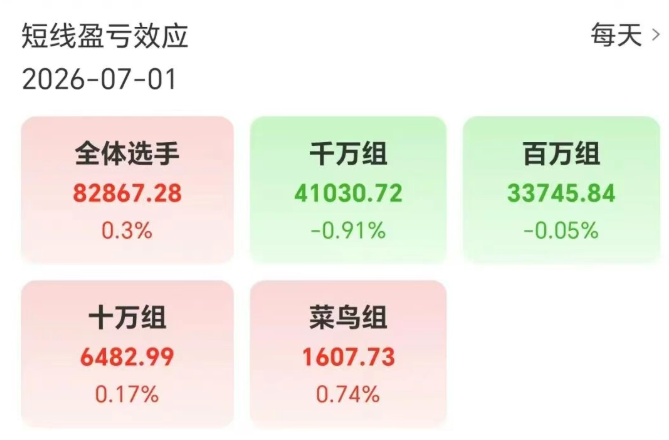 短线盈亏效应
每天 >
2026-07-01
全体选手
82867.28
0.3%
千万组
41030.72
-0.91%
百万组
33745.84
-0.05%
十万组
6482.99
0.17%
菜鸟组
1607.73
0.74%